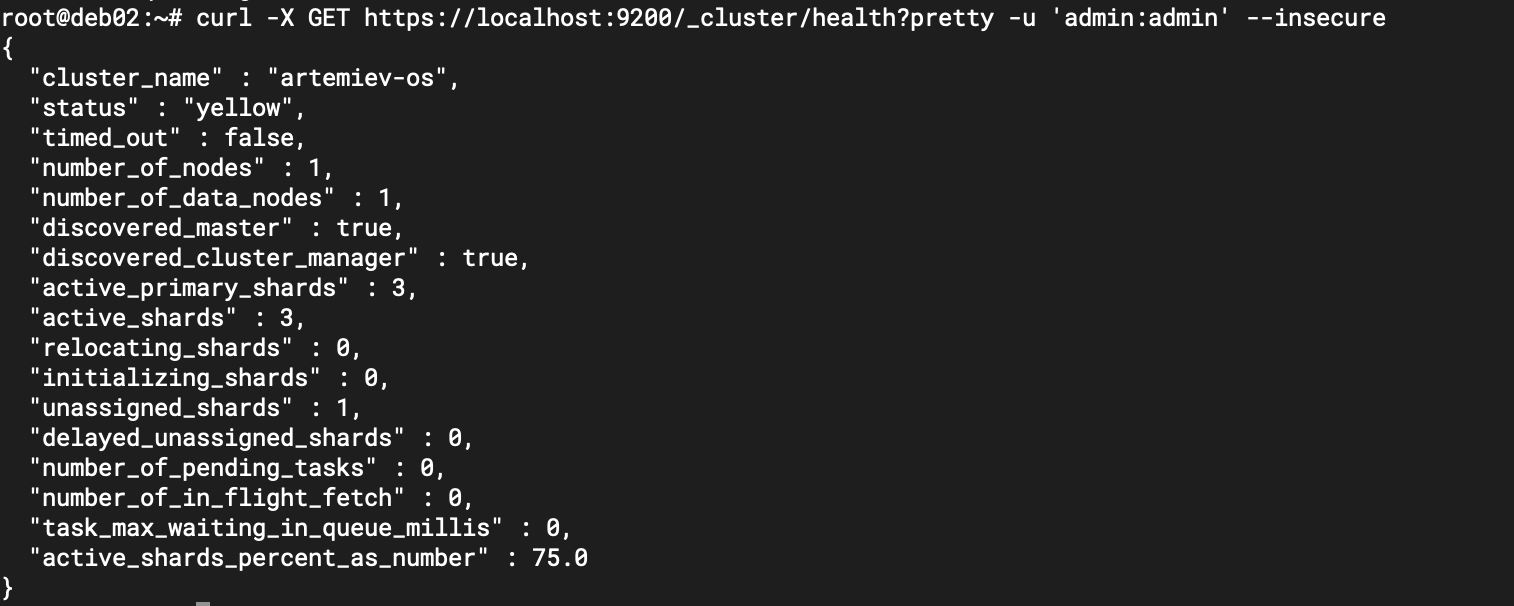 root@deb02:~# curl -X GET https://localhost:9200/_cluster/health?pretty -u 'admin:admin' --insecure
{
  "cluster_name" : "artemiev-os",
  "status" : "yellow",
  "timed_out" : false,
  "number_of_nodes" : 1,
  "number_of_data_nodes" : 1,
  "discovered_master" : true,
  "discovered_cluster_manager" : true,
  "active_primary_shards" : 3,
  "active_shards" : 3,
  "relocating_shards" : 0,
  "initializing_shards" : 0,
  "unassigned_shards" : 1,
  "delayed_unassigned_shards" : 0,
  "number_of_pending_tasks" : 0,
  "number_of_in_flight_fetch" : 0,
  "task_max_waiting_in_queue_millis" : 0,
  "active_shards_percent_as_number" : 75.0
}